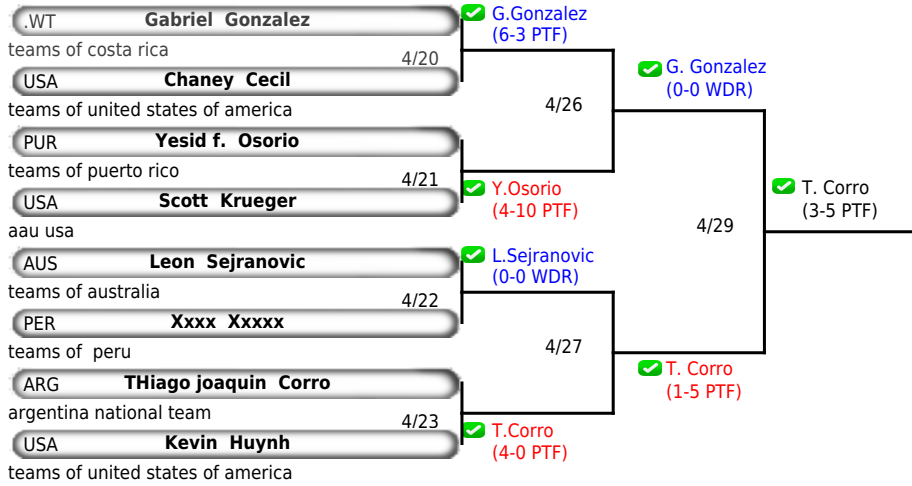 .WT Gabriel Gonzalez
teams of costa rica
4/20
USA Chaney Cecil
teams of united states of america
PUR Yesid f. Osorio
teams of puerto rico
4/21
USA Scott Krueger
aau usa
AUS Leon Sejranovic
teams of australia
4/22
PER Xxxx Xxxxx
teams of peru
ARG THiago joaquin Corro
argentina national team
4/23
USA Kevin Huynh
teams of united states of america
G.Gonzalez
(6-3 PTF)
4/26
Y.Osorio
(4-10 PTF)
L.Sejranovic
(0-0 WDR)
4/27
T.Corro
(4-0 PTF)
G. Gonzalez
(0-0 WDR)
4/29
T. Corro
(1-5 PTF)
T. Corro
(3-5 PTF)